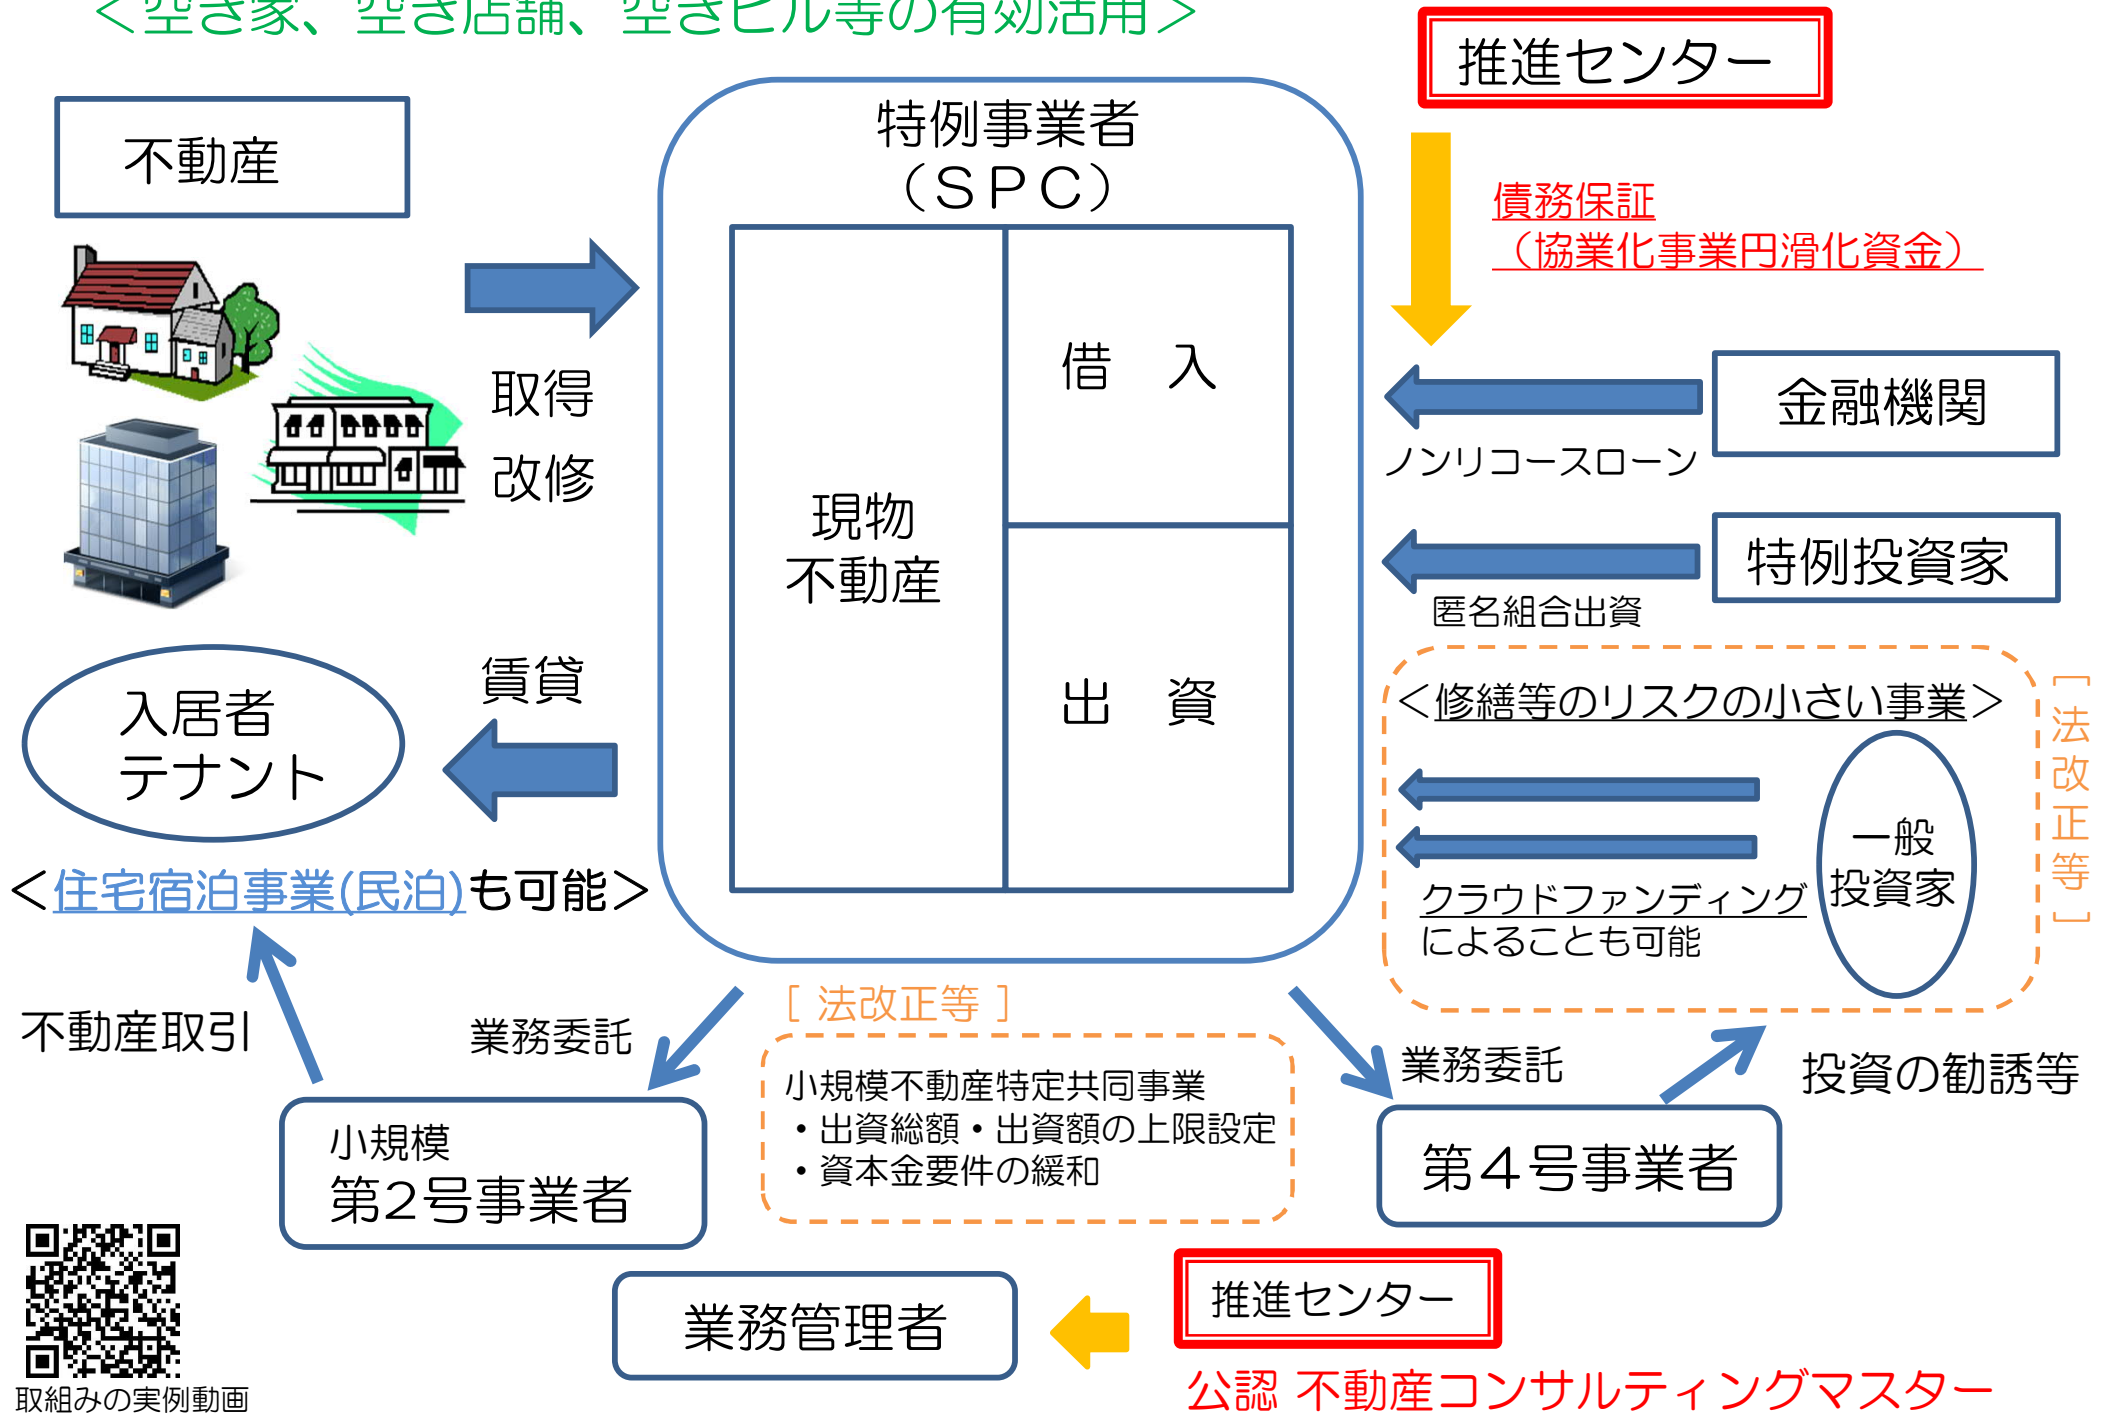 ＜空き家、空き店舗、空きビル等の有効活用＞
推進センター
不動産
特例事業者
（ＳＰＣ）
債務保証
（協業化事業円滑化資金）
取得
改修
借　入
金融機関
ノンリコースローン
現物
不動産
特例投資家
匿名組合出資
出　資
賃貸
入居者
テナント
＜修繕等のリスクの小さい事業＞
［法改正等］
一般
投資家
クラウドファンディング
によることも可能
＜住宅宿泊事業(民泊)も可能＞
不動産取引
業務委託
［ 法改正等 ］
小規模不動産特定共同事業
・出資総額・出資額の上限設定
・資本金要件の緩和
業務委託
投資の勧誘等
小規模
第２号事業者
第４号事業者
業務管理者
推進センター
公認 不動産コンサルティングマスター
取組みの実例動画